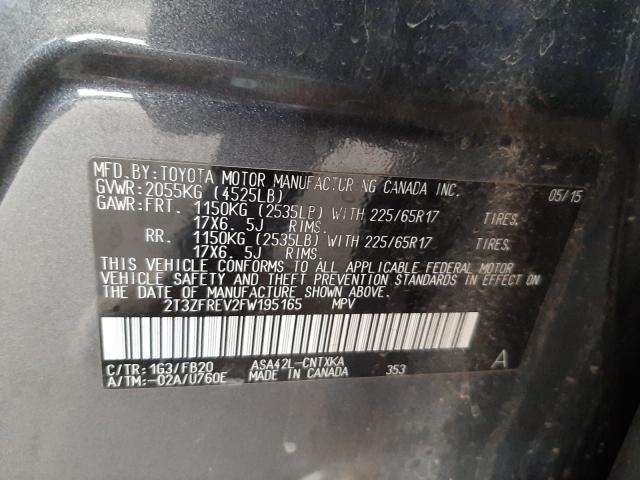 MFD.BY:TOYOTA MOTOR MANUFACTURING CANADA INC. 05/15
GVWR:2055KG (4525LB)
GAWR:FRT. 1150KG (2535LB) WITH 225/65R17 TIRES,
17X6. 5J RIMS.
RR. 1150KG (2535LB) WITH 225/65R17 TIRES,
17X6. 5J RIMS.
THIS VEHICLE CONFORMS TO ALL APPLICABLE FEDERAL MOTOR
VEHICLE SAFETY AND THEFT PREVENTION STANDARDS IN EFFECT ON
THE DATE OF MANUFACTURE SHOWN ABOVE.
2T3ZFREV2FW195165 MPV
C/TR:1G3/FB20 ASA42L-CNTXKA A
A/TM:-02A/U760E MADE IN CANADA 353